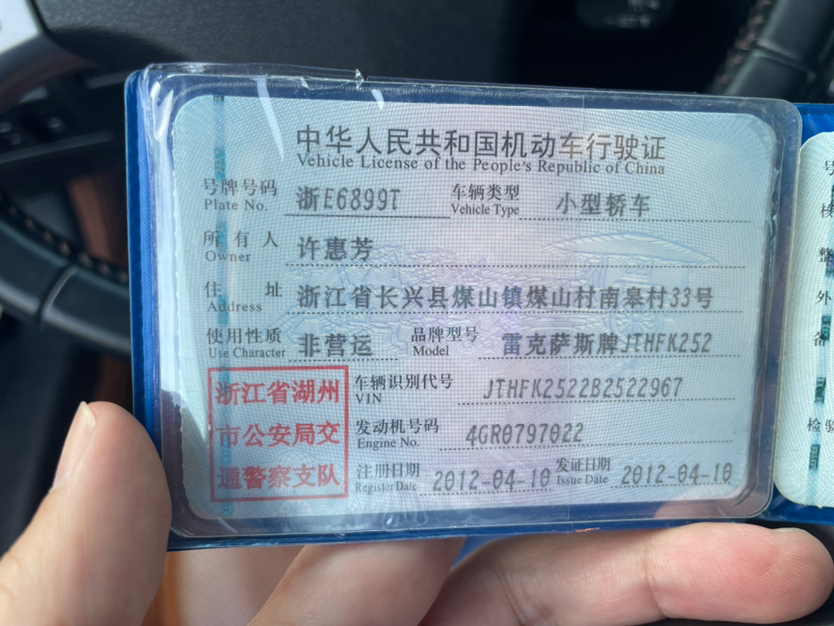 中华人民共和国机动车行驶证
Vehicle License of the People's Republic of China
号牌号码 浙E6899T 车辆类型 小型轿车
Plate No. Vehicle Type
所有人 许惠芳
Owner
住址 浙江省长兴县煤山镇煤山村南皋村33号
Address
使用性质 非营运 品牌型号 雷克萨斯牌JTHFK252
Use Character Model
浙江省湖州
市公安局交
通警察支队
车辆识别代号 JTHFK2522B2522967
VIN
发动机号码 4GR0797022
Engine No.
注册日期 2012-04-10 发证日期 2012-04-10
Register Date Issue Date
号
核
整
外
备
检验